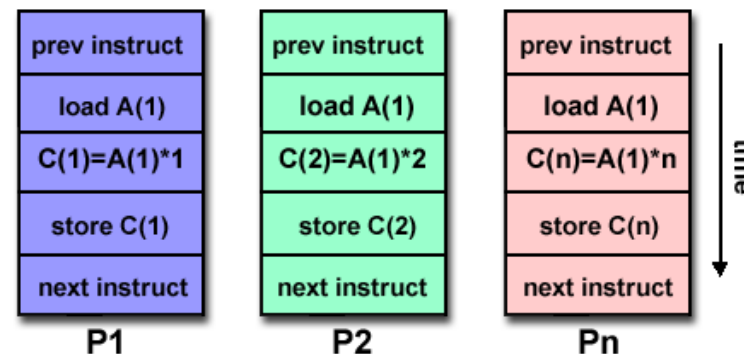 prev instruct
load A(1)
C(1)=A(1)*1
store C(1)
next instruct
P1
prev instruct
load A(1)
C(2)=A(1)*2
store C(2)
next instruct
P2
prev instruct
load A(1)
C(n)=A(1)*n
store C(n)
next instruct
Pn
time